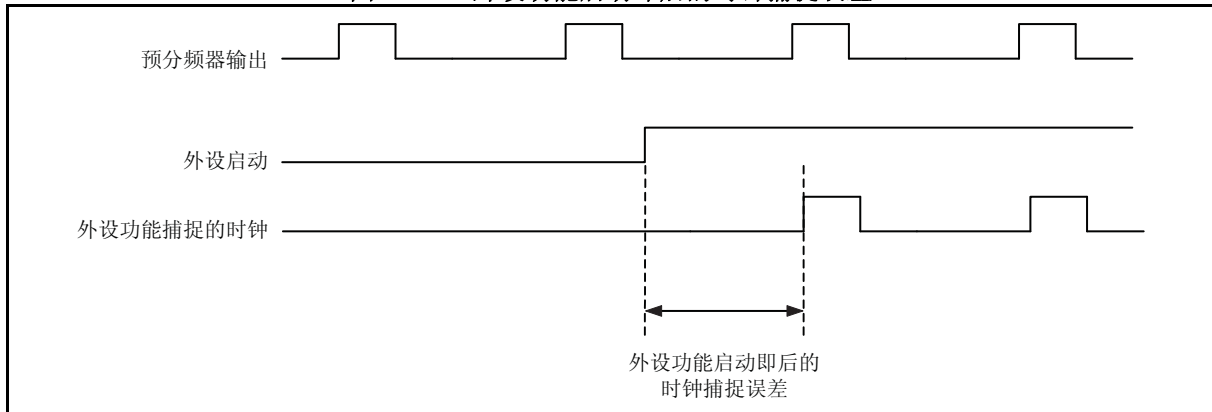 预分频器输出
外设启动
外设功能捕捉的时钟
外设功能启动即后的
时钟捕捉误差